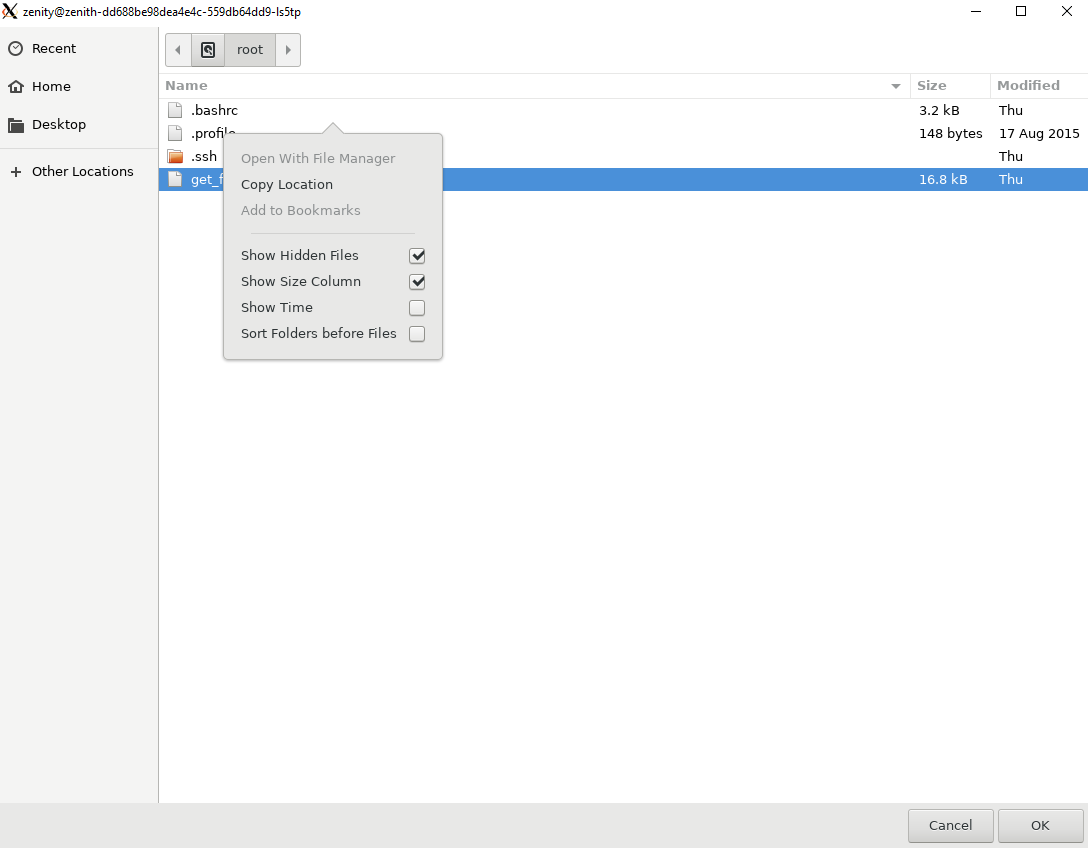 zenity@zenith-dd688be98dea4e4c-559db64dd9-ls5tp
Recent
Home
Desktop
Other Locations
root
Name Size Modified
.bashrc 3.2 kB Thu
.profile 148 bytes 17 Aug 2015
.ssh Thu
get_f 16.8 kB Thu
Open With File Manager
Copy Location
Add to Bookmarks
Show Hidden Files
Show Size Column
Show Time
Sort Folders before Files
Cancel OK